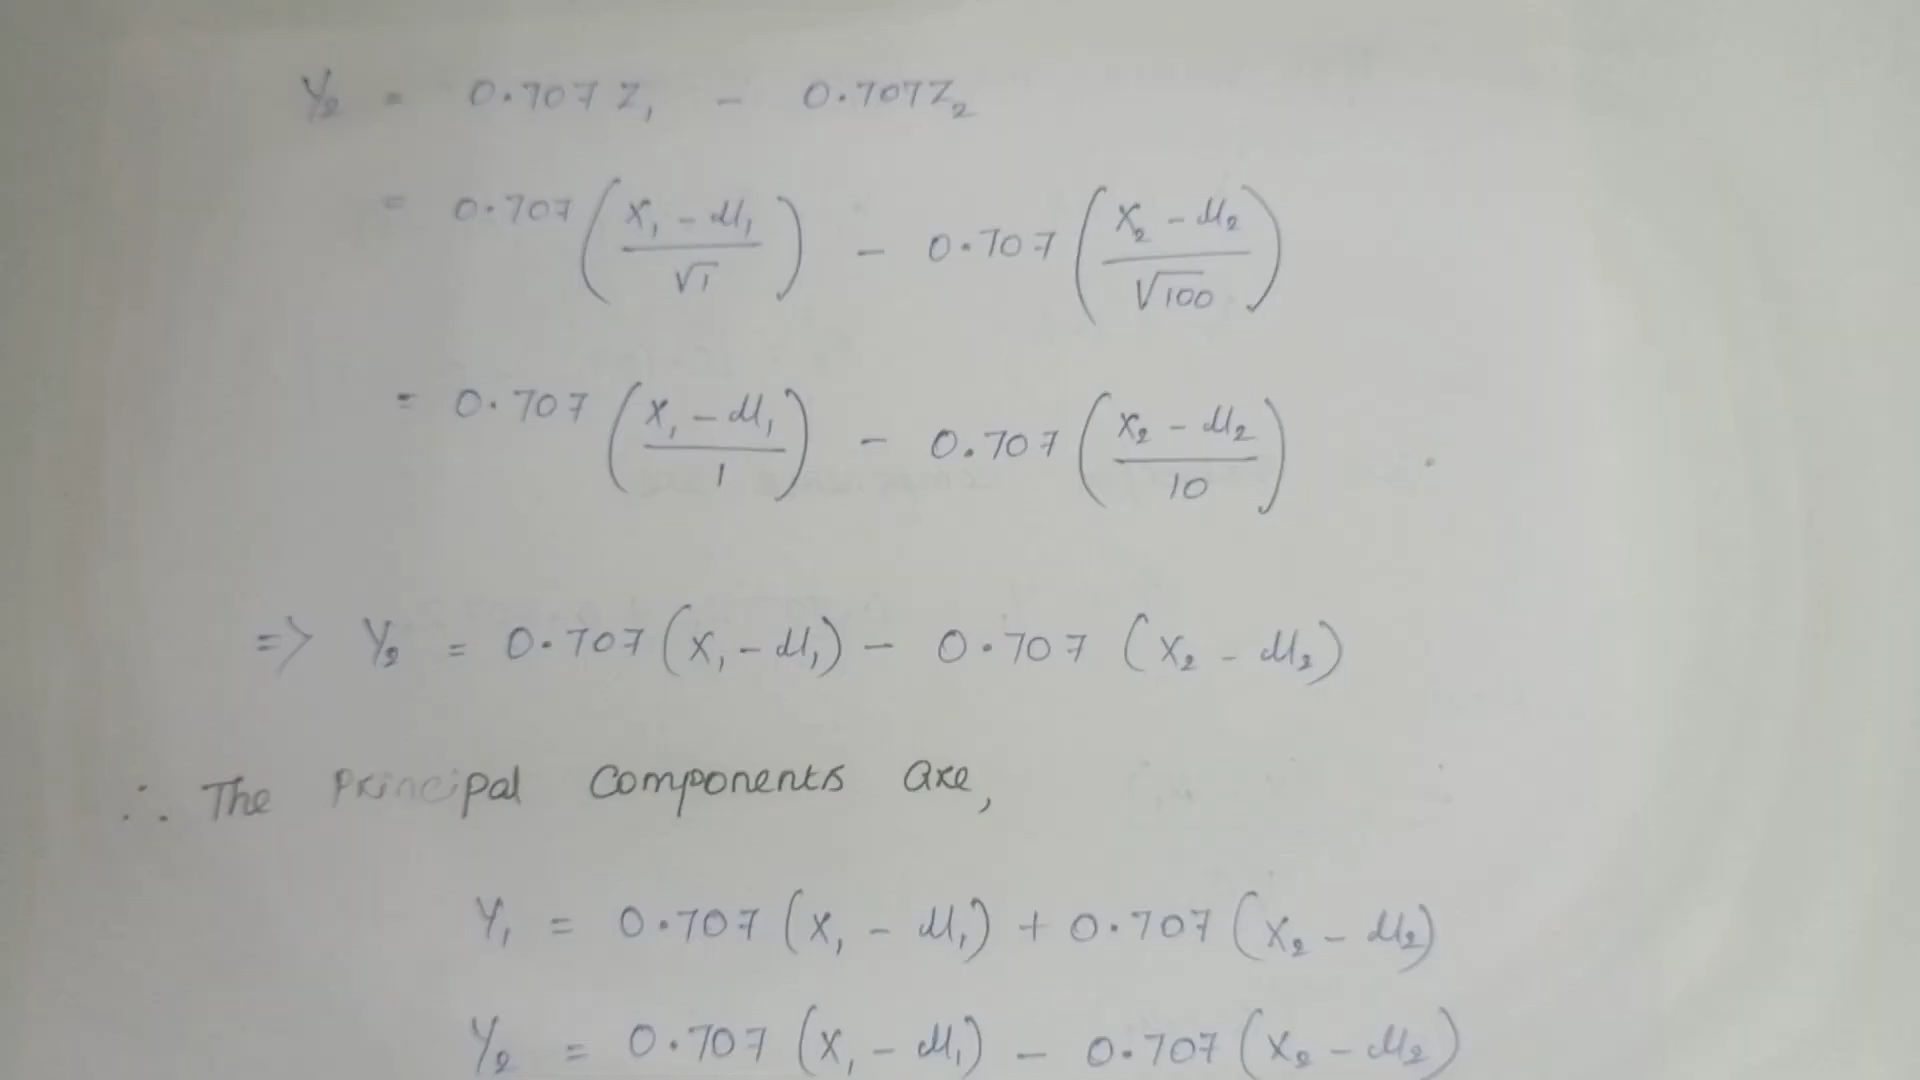 Y₂ = 0.707 Z₁ - 0.707 Z₂
= 0.707 ((X₁ - μ₁)/√1) - 0.707 ((X₂ - μ₂)/√100)
= 0.707 ((X₁ - μ₁)/1) - 0.707 ((X₂ - μ₂)/10)
=> Y₂ = 0.707 (X₁ - μ₁) - 0.707 (X₂ - μ₂)
∴ The Principal Components are,
Y₁ = 0.707 (X₁ - μ₁) + 0.707 (X₂ - μ₂)
Y₂ = 0.707 (X₁ - μ₁) - 0.707 (X₂ - μ₂)